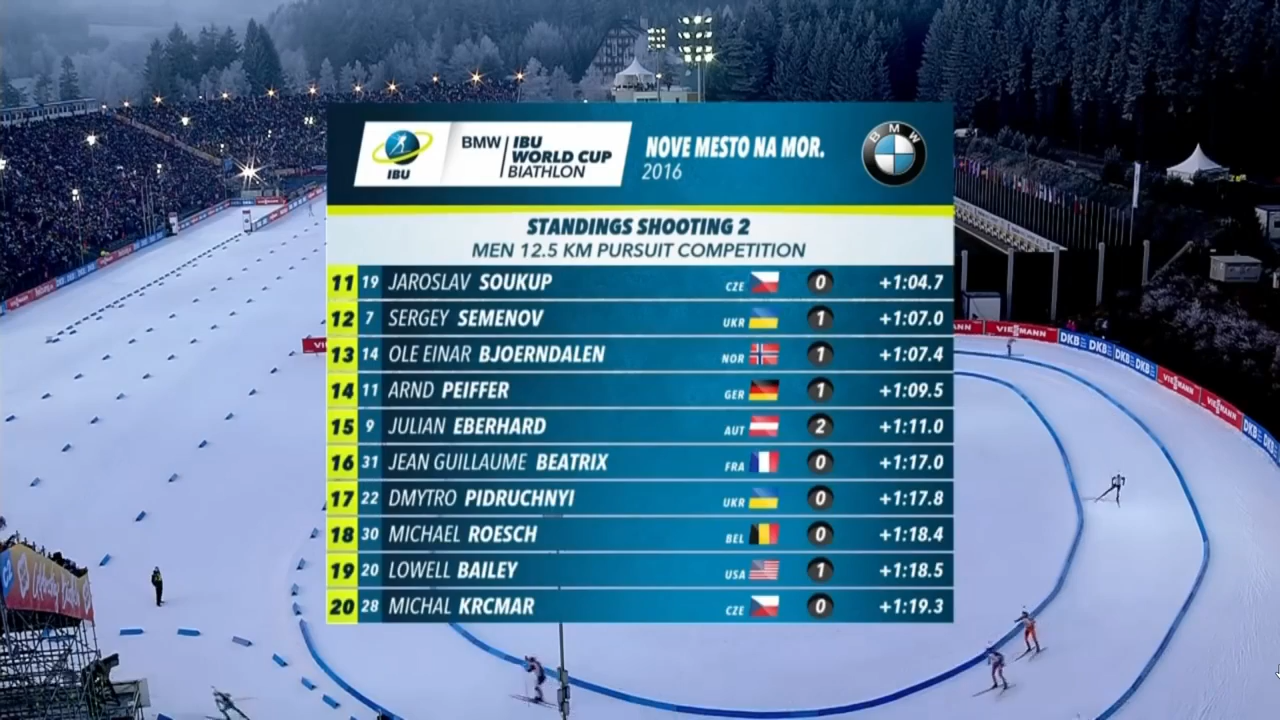 IBU
BMW IBU WORLD CUP BIATHLON
NOVE MESTO NA MOR.
2016
BMW
STANDINGS SHOOTING 2
MEN 12.5 KM PURSUIT COMPETITION
11 19 JAROSLAV SOUKUP CZE 0 +1:04.7
12 7 SERGEY SEMENOV UKR 1 +1:07.0
13 14 OLE EINAR BJOERNDALEN NOR 1 +1:07.4
14 11 ARND PEIFFER GER 1 +1:09.5
15 9 JULIAN EBERHARD AUT 2 +1:11.0
16 31 JEAN GUILLAUME BEATRIX FRA 0 +1:17.0
17 22 DMYTRO PIDRUCHNYI UKR 0 +1:17.8
18 30 MICHAEL ROESCH BEL 0 +1:18.4
19 20 LOWELL BAILEY USA 1 +1:18.5
20 28 MICHAL KRCMAR CZE 0 +1:19.3
VIESSMANN
DKB DKB DKB DKB
VIESSMANN
VIESSMANN
DKB DKB